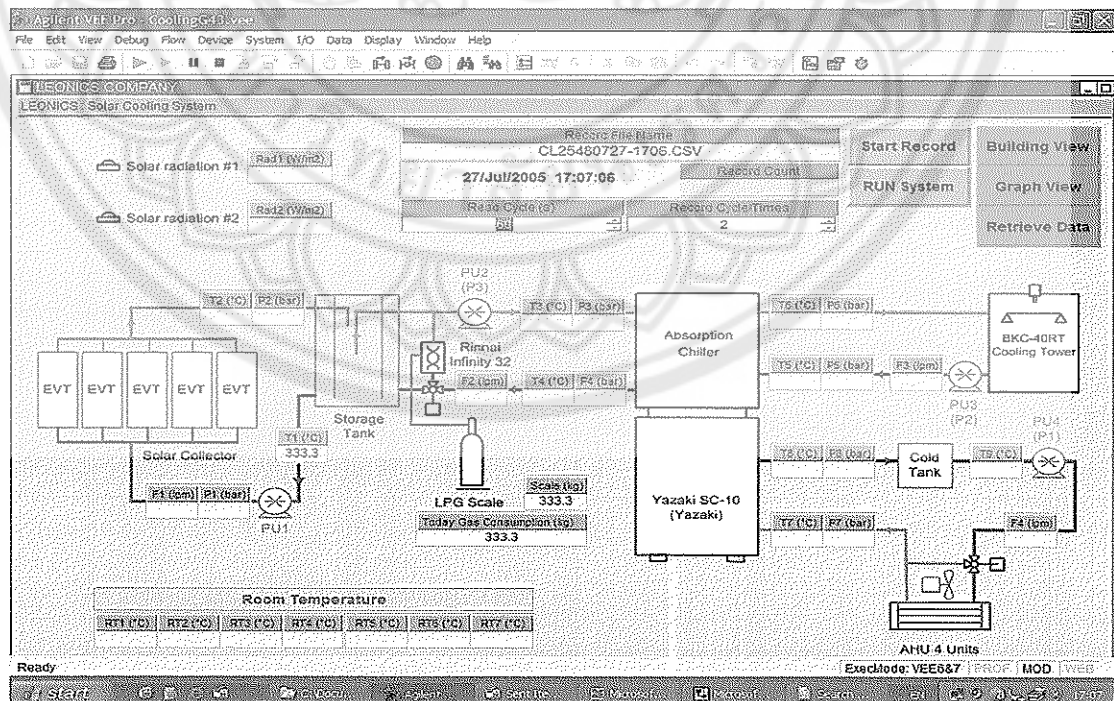 Agilent VEE Pro - CoolingG43.vee
File Edit View Debug Flow Device System I/O Data Display Window Help
LEONICS COMPANY
LEONICS: Solar Cooling System
Record File Name
CL25480727-1706.CSV
27/Jul/2005 17:07:06
Record Count
Read Cycle (s)
Record Cycle/Times
2
Start Record
RUN System
Building View
Graph View
Retrieve Data
Solar radiation #1
Rad1 (W/m2)
Solar radiation #2
Rad2 (W/m2)
T2 (°C) P2 (bar)
PU2
(P3)
T3 (°C) P3 (bar)
Rinnai
Infinity 32
F2 (lpm) T4 (°C) P4 (bar)
Absorption
Chiller
T6 (°C) P6 (bar)
T5 (°C) P5 (bar) F3 (lpm)
BKC-40RT
Cooling Tower
PU3
(P2)
PU4
(P1)
EVT EVT EVT EVT EVT
Solar Collector
Storage
Tank
T1 (°C)
333.3
F1 (lpm) P1 (bar)
PU1
LPG Scale
Scale (kg)
333.3
Today Gas Consumption (kg)
333.3
Yazaki SC-10
(Yazaki)
T8 (°C) P8 (bar)
Cold
Tank
T9 (°C)
T7 (°C) P7 (bar)
F4 (lpm)
AHU 4 Units
Room Temperature
RT1 (°C) RT2 (°C) RT3 (°C) RT4 (°C) RT5 (°C) RT6 (°C) RT7 (°C)
Ready
ExecMode: VEE6&7 PROF MOD WEB
start
Agilent...
Microsof...
Microsof...
Search...
EN
17:07